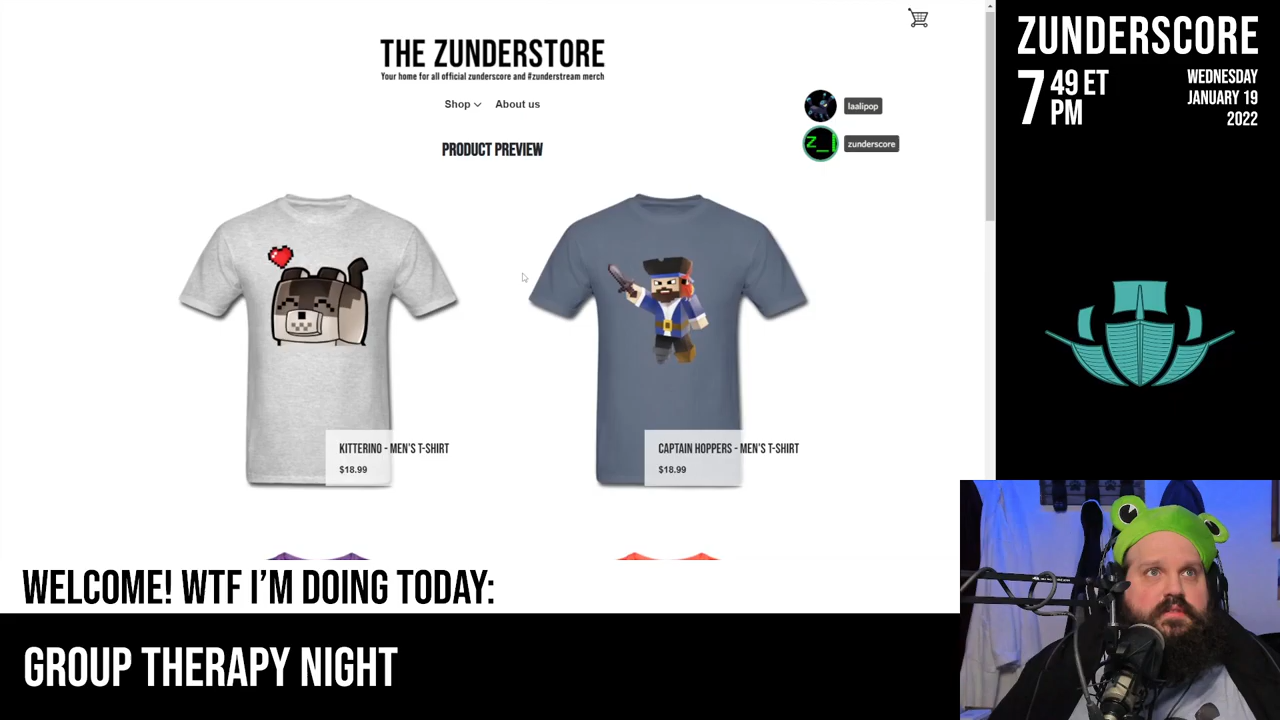 THE ZUNDERSTORE
Your home for all official zunderscore and #zunderstream merch
Shop
About us
laalipop
z_
zunderscore
PRODUCT PREVIEW
KITTERINO - MEN'S T-SHIRT
$18.99
CAPTAIN HOPPERS - MEN'S T-SHIRT
$18.99
ZUNDERSCORE
7 49 ET
PM
WEDNESDAY
JANUARY 19
2022
WELCOME! WTF I'M DOING TODAY:
GROUP THERAPY NIGHT